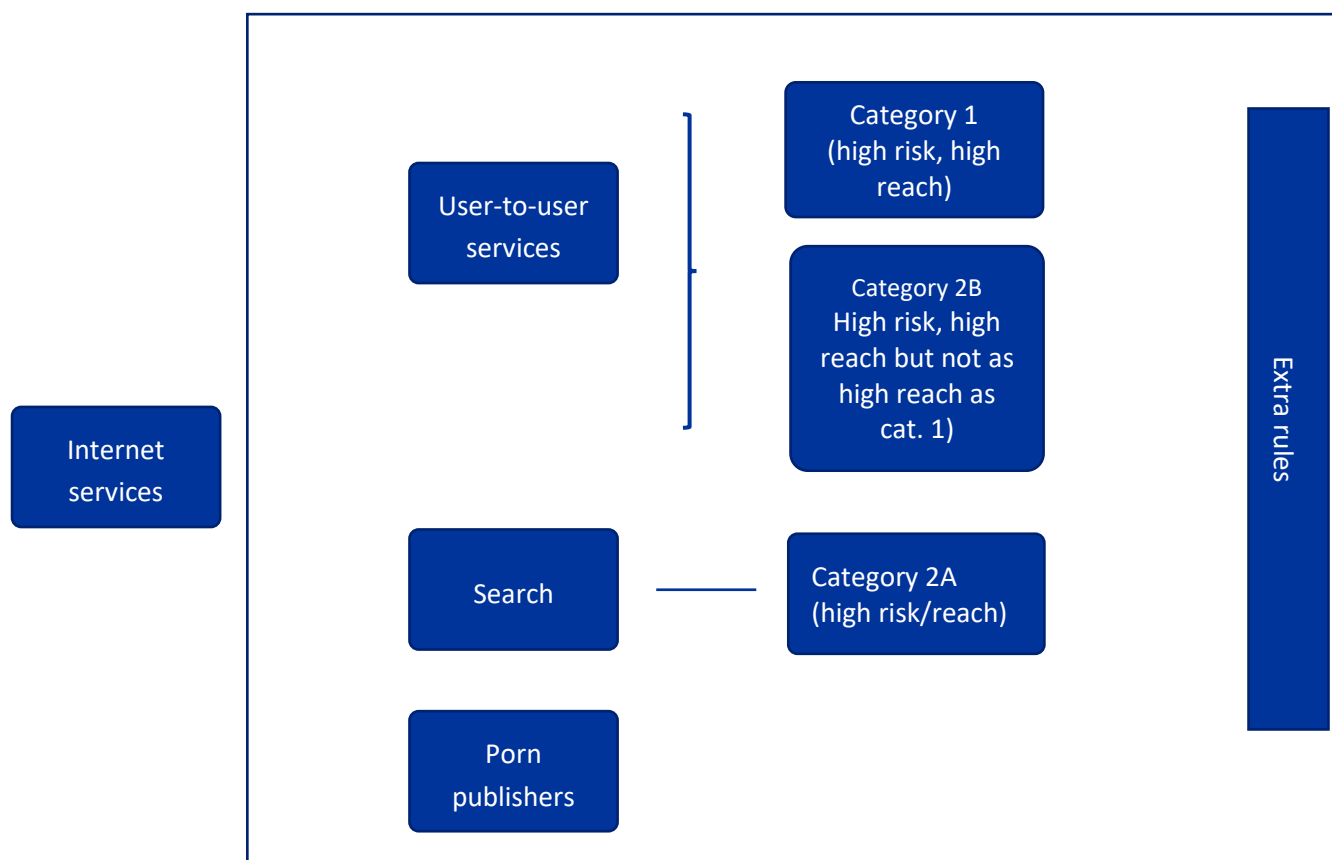 Internet
services
User-to-user
services
Category 1
(high risk, high
reach)
Category 2B
High risk, high
reach but not as
high reach as
cat. 1)
Search
Category 2A
(high risk/reach)
Porn
publishers
Extra rules